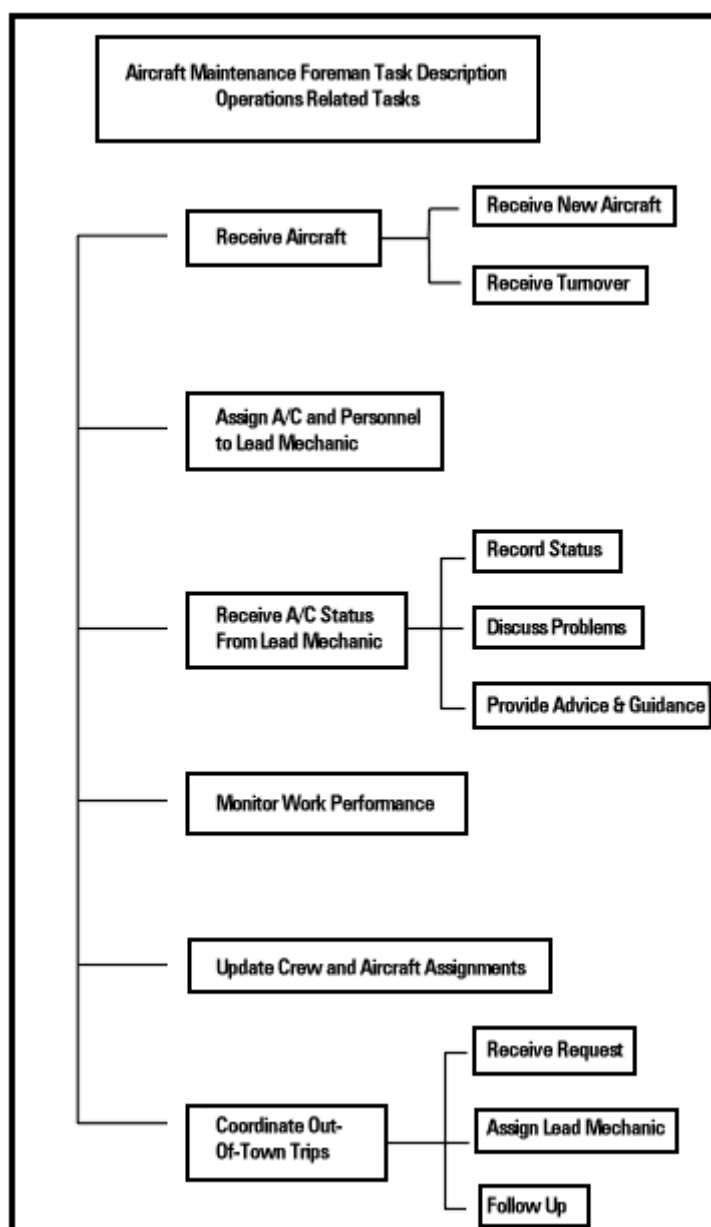 Aircraft Maintenance Foreman Task Description
Operations Related Tasks
Receive Aircraft
Receive New Aircraft
Receive Turnover
Assign A/C and Personnel
to Lead Mechanic
Receive A/C Status
From Lead Mechanic
Record Status
Discuss Problems
Provide Advice & Guidance
Monitor Work Performance
Update Crew and Aircraft Assignments
Coordinate Out-
Of-Town Trips
Receive Request
Assign Lead Mechanic
Follow Up